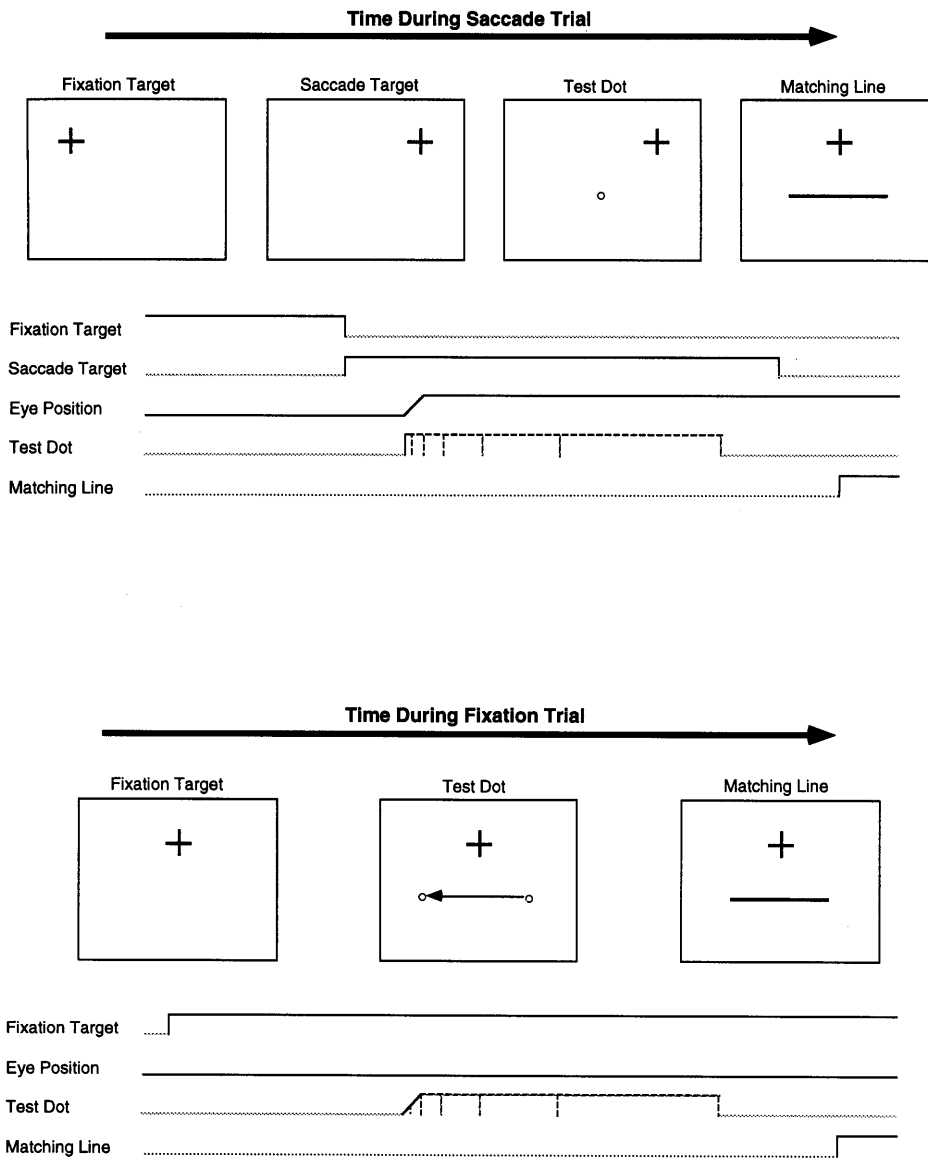 Time During Saccade Trial
Fixation Target
Saccade Target
Test Dot
Matching Line
Fixation Target
Saccade Target
Eye Position
Test Dot
Matching Line
Time During Fixation Trial
Fixation Target
Test Dot
Matching Line
Fixation Target
Eye Position
Test Dot
Matching Line